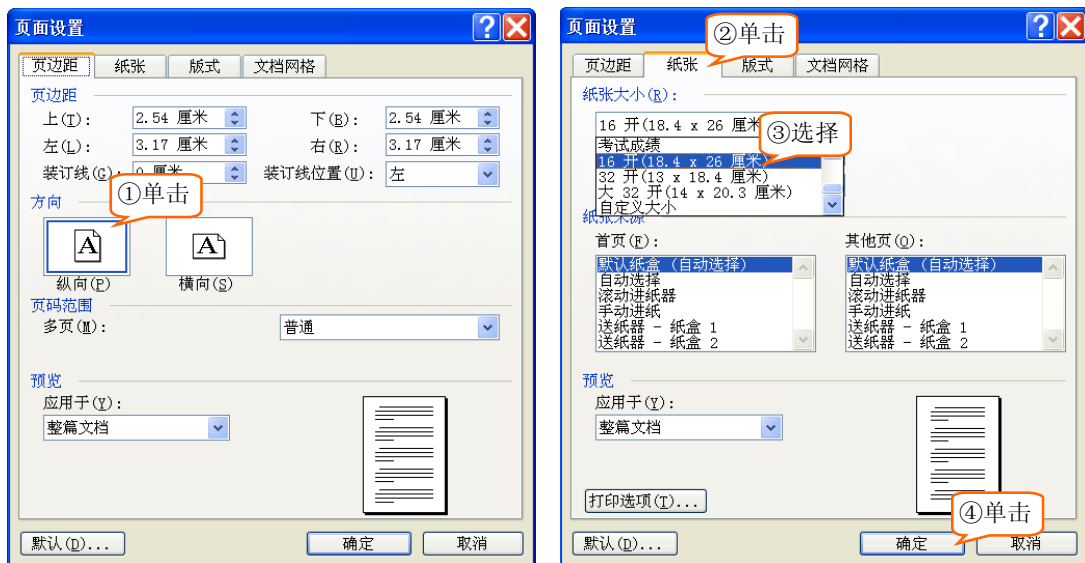 页面设置
页边距 纸张 版式 文档网格
页边距
上(T): 2.54 厘米 下(B): 2.54 厘米
左(L): 3.17 厘米 右(R): 3.17 厘米
装订线(G): 0 厘米 装订线位置(U): 左
①单击
方向
A A
纵向(P) 横向(S)
页码范围
多页(M): 普通
预览
应用于(Y):
整篇文档
默认(D)... 确定 取消
页面设置
②单击
页边距 纸张 版式 文档网格
纸张大小(R):
16 开(18.4 x 26 厘米
③选择
考试成绩
16 开(18.4 x 26 厘米)
32 开(13 x 18.4 厘米)
大 32 开(14 x 20.3 厘米)
自定义大小
纸张来源
首页(F): 其他页(O):
默认纸盒 (自动选择) 默认纸盒 (自动选择)
自动选择 自动选择
滚动进纸器 滚动进纸器
手动进纸 手动进纸
送纸器 - 纸盒 1 送纸器 - 纸盒 1
送纸器 - 纸盒 2 送纸器 - 纸盒 2
预览
应用于(Y):
整篇文档
打印选项(T)...
④单击
默认(D)... 确定 取消